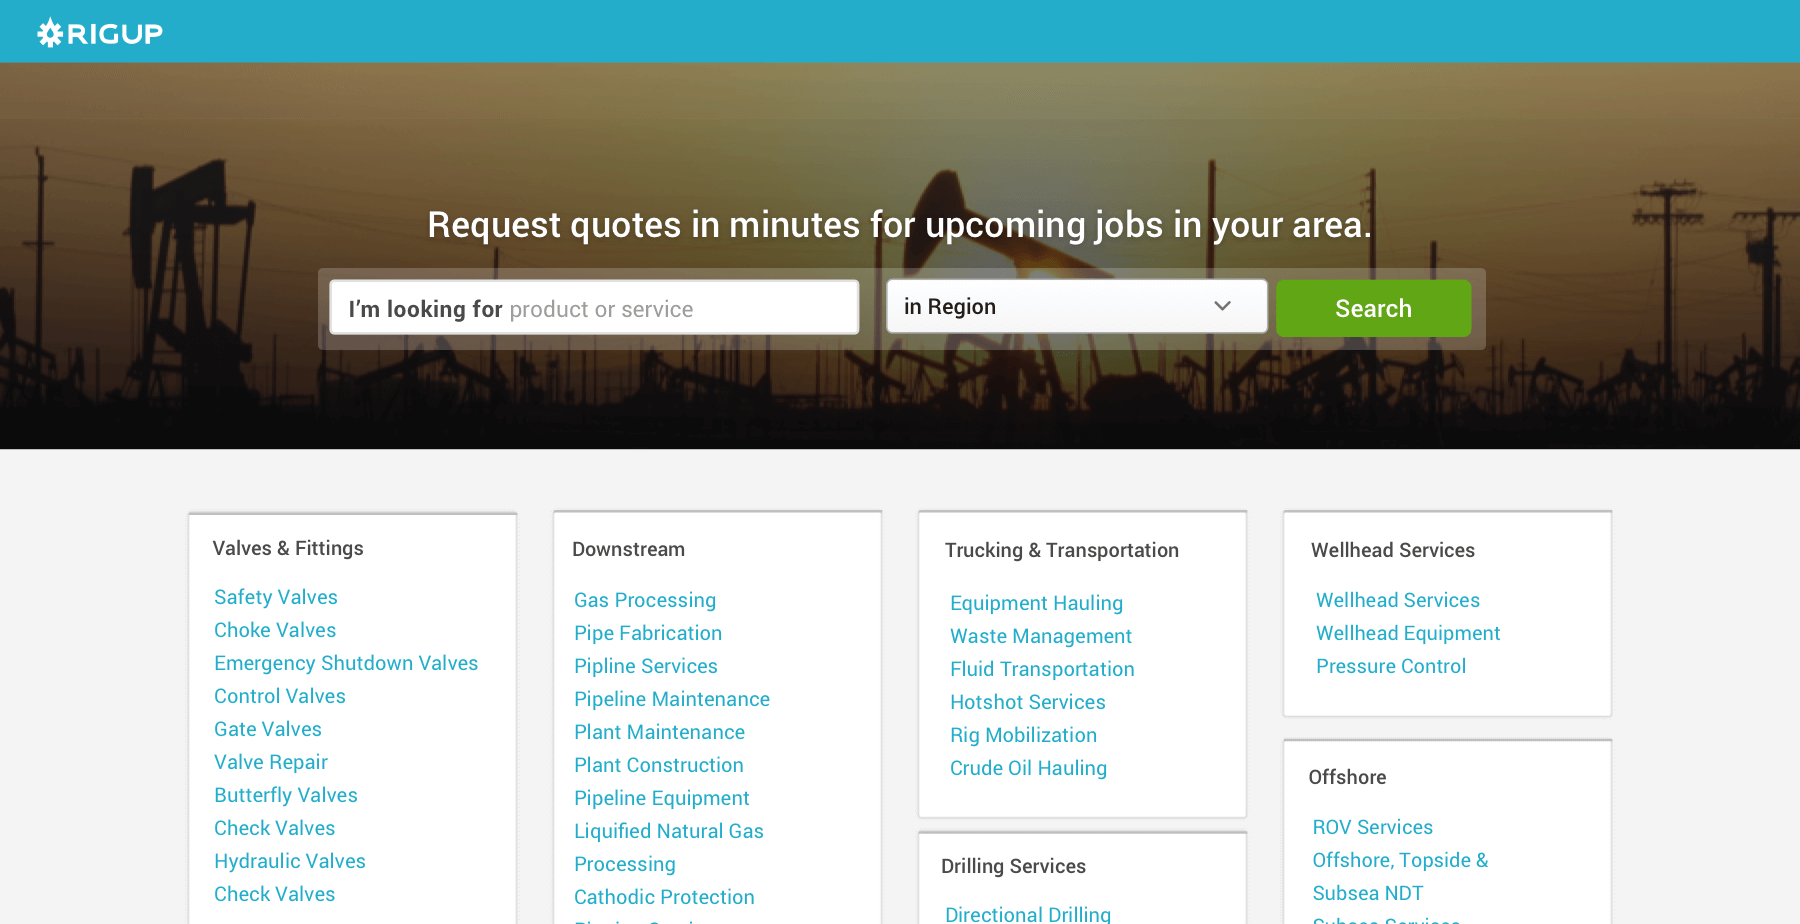 RIGUP
Request quotes in minutes for upcoming jobs in your area.
I'm looking for product or service
in Region
Search
Valves & Fittings
Safety Valves
Choke Valves
Emergency Shutdown Valves
Control Valves
Gate Valves
Valve Repair
Butterfly Valves
Check Valves
Hydraulic Valves
Check Valves
Downstream
Gas Processing
Pipe Fabrication
Pipline Services
Pipeline Maintenance
Plant Maintenance
Plant Construction
Pipeline Equipment
Liquified Natural Gas
Processing
Cathodic Protection
Trucking & Transportation
Equipment Hauling
Waste Management
Fluid Transportation
Hotshot Services
Rig Mobilization
Crude Oil Hauling
Drilling Services
Directional Drilling
Wellhead Services
Wellhead Services
Wellhead Equipment
Pressure Control
Offshore
ROV Services
Offshore, Topside &
Subsea NDT
Subsea Services